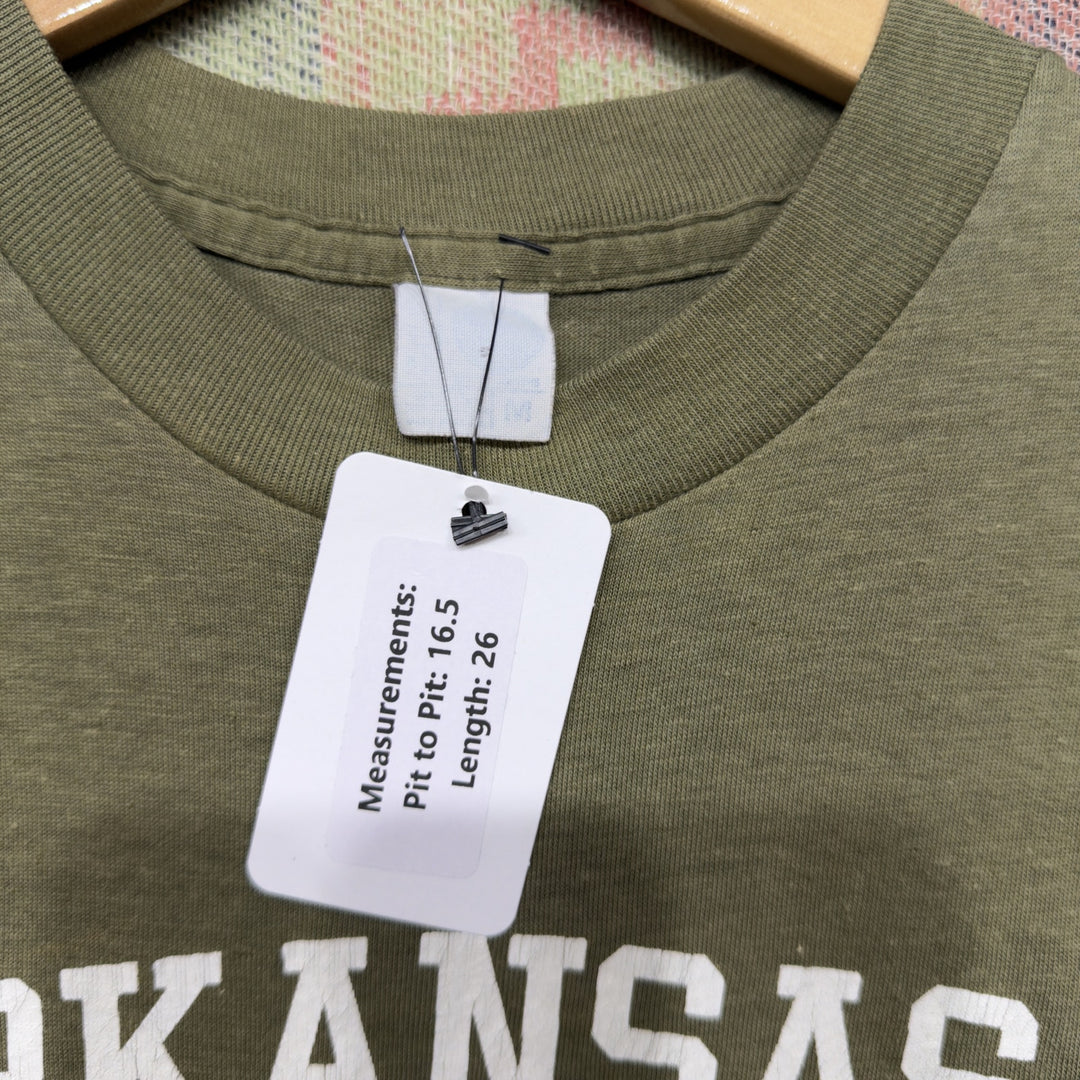 Measurements:
Pit to Pit: 16.5
Length: 26
RKANSAS